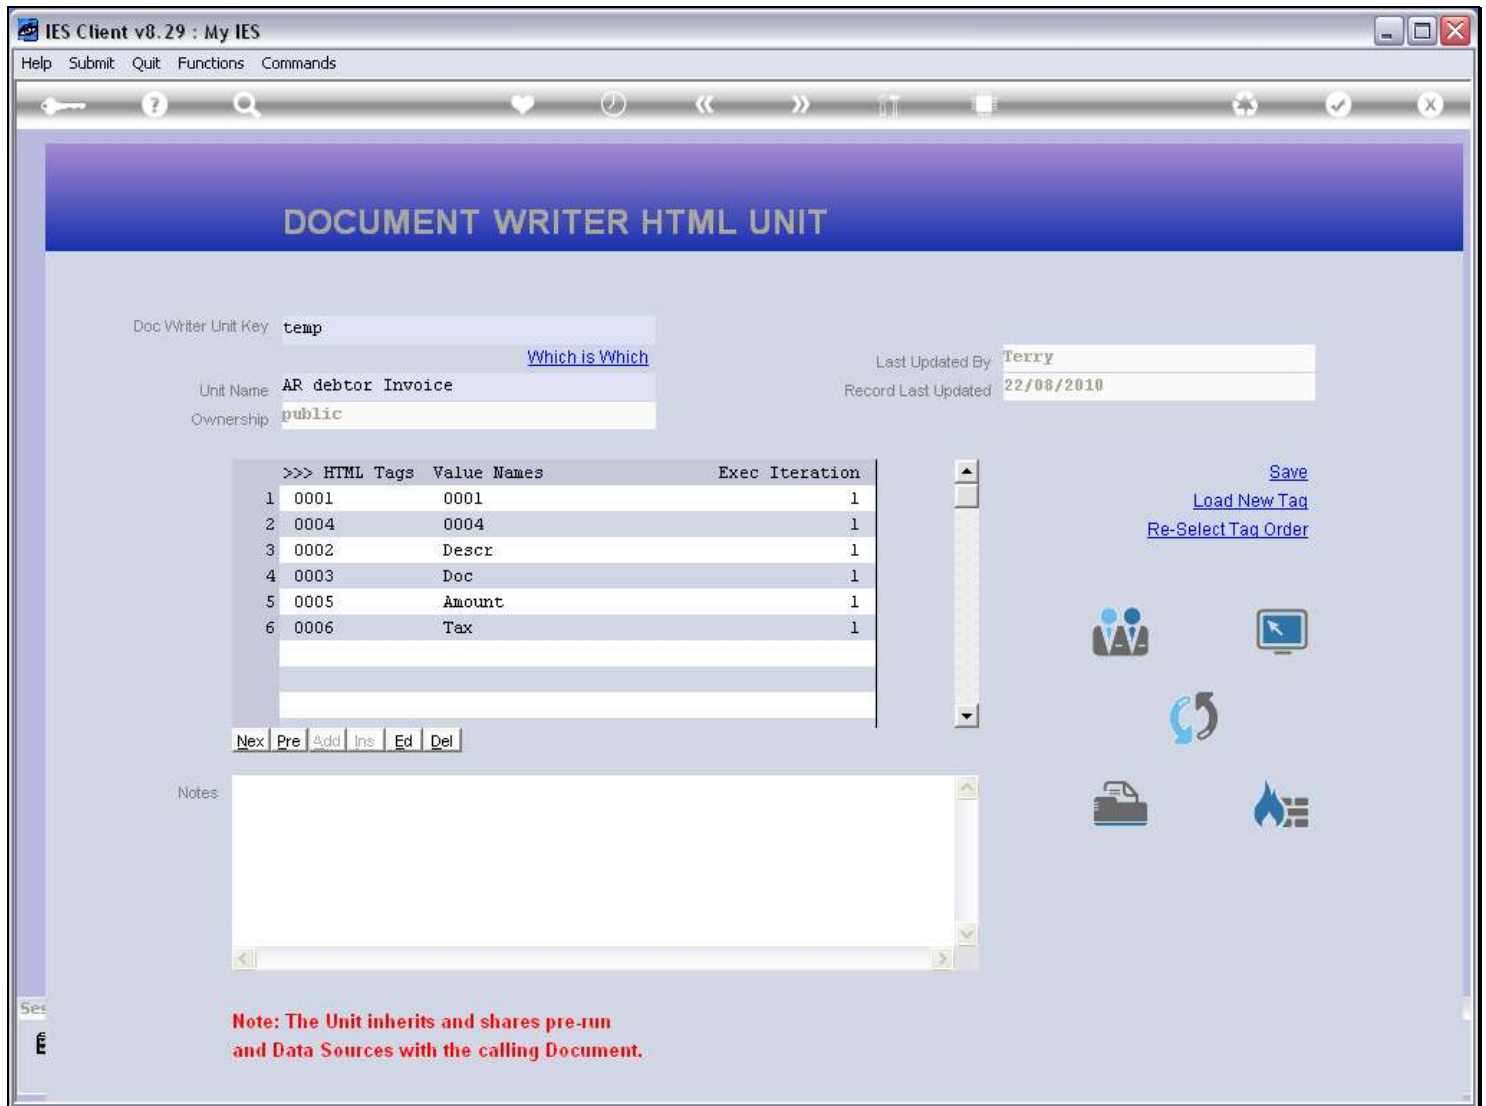 IES Client v8.29 : My IES
Help Submit Quit Functions Commands
DOCUMENT WRITER HTML UNIT
Doc Writer Unit Key temp
Which is Which
Last Updated By Terry
Unit Name AR debtor Invoice
Record Last Updated 22/08/2010
Ownership public
>>> HTML Tags Value Names Exec Iteration
1 0001 0001 1
2 0004 0004 1
3 0002 Descr 1
4 0003 Doc 1
5 0005 Amount 1
6 0006 Tax 1
Save
Load New Tag
Re-Select Tag Order
Nex Pre Add Ins Ed Del
Notes
Note: The Unit inherits and shares pre-run
and Data Sources with the calling Document.